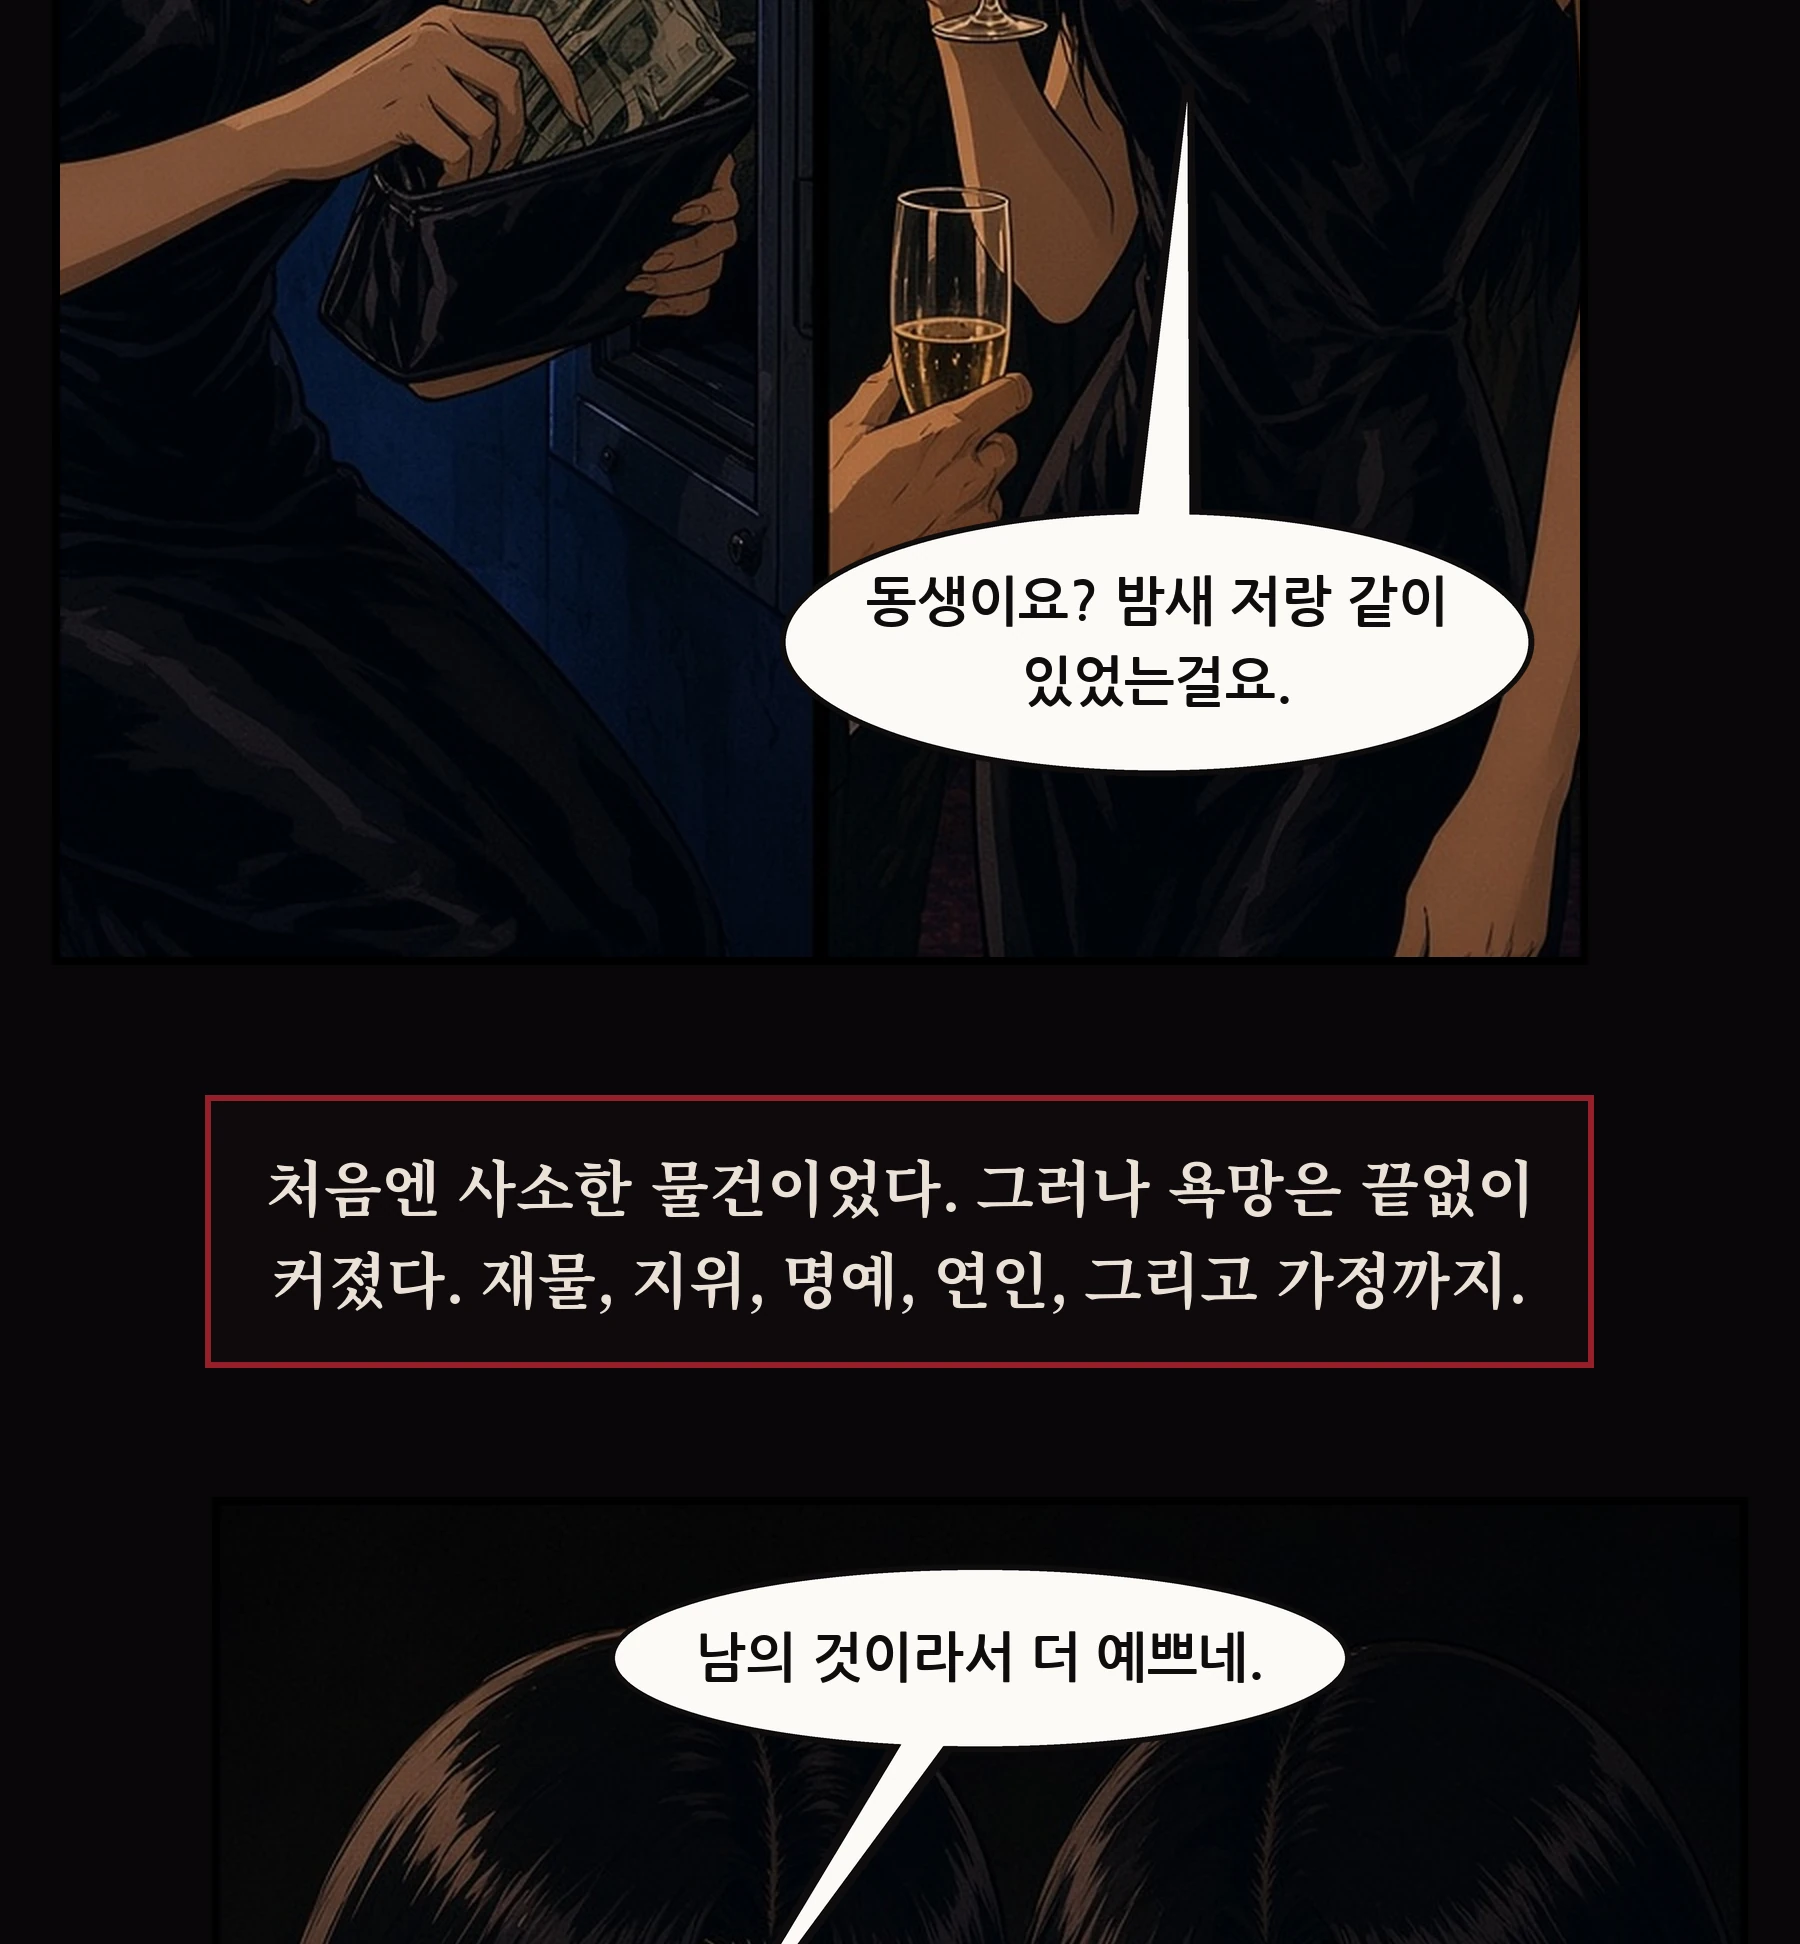 동생이요? 밤새 저랑 같이
있었는걸요.
처음엔 사소한 물건이었다. 그러나 욕망은 끝없이
커졌다. 재물, 지위, 명예, 연인, 그리고 가정까지.
남의 것이라서 더 예쁘네.